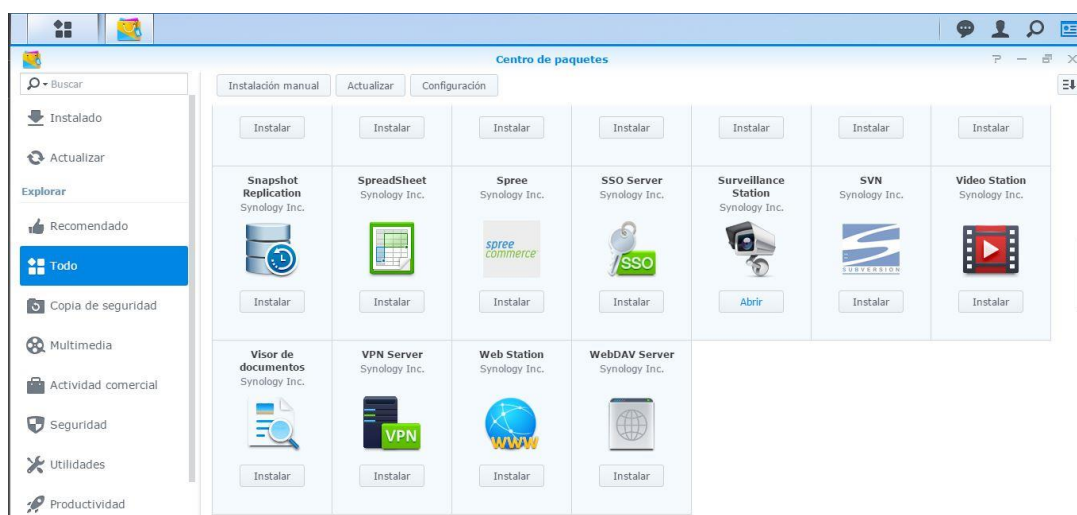 Centro de paquetes
Buscar
Instalación manual
Actualizar
Configuración
Instalado
Actualizar
Explorar
Recomendado
Todo
Copia de seguridad
Multimedia
Actividad comercial
Seguridad
Utilidades
Productividad
Instalar
Instalar
Instalar
Instalar
Instalar
Instalar
Instalar
Snapshot
Replication
Synology Inc.
Instalar
SpreadSheet
Synology Inc.
Instalar
Spree
Synology Inc.
spree
commerce
Instalar
SSO Server
Synology Inc.
SSO
Instalar
Surveillance
Station
Synology Inc.
Abrir
SVN
Synology Inc.
SUBVERSION
Instalar
Video Station
Synology Inc.
Instalar
Visor de
documentos
Synology Inc.
Instalar
VPN Server
Synology Inc.
VPN
Instalar
Web Station
Synology Inc.
WWW
Instalar
WebDAV Server
Synology Inc.
Instalar